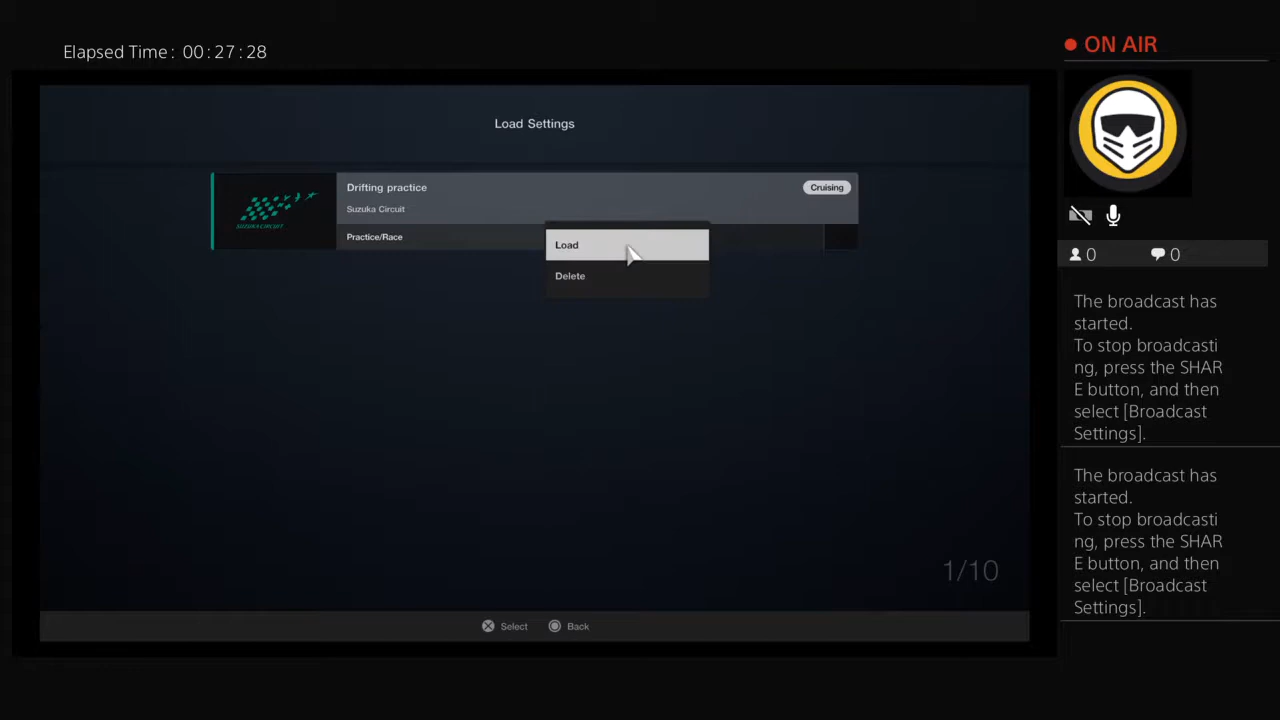 Elapsed Time: 00:27:28
ON AIR
Load Settings
Drifting practice
Cruising
Suzuka Circuit
SUZUKA CIRCUIT
Practice/Race
Load
Delete
0
0
The broadcast has
started.
To stop broadcasti
ng, press the SHAR
E button, and then
select [Broadcast
Settings].
The broadcast has
started.
To stop broadcasti
ng, press the SHAR
E button, and then
select [Broadcast
Settings].
1/10
Select
Back